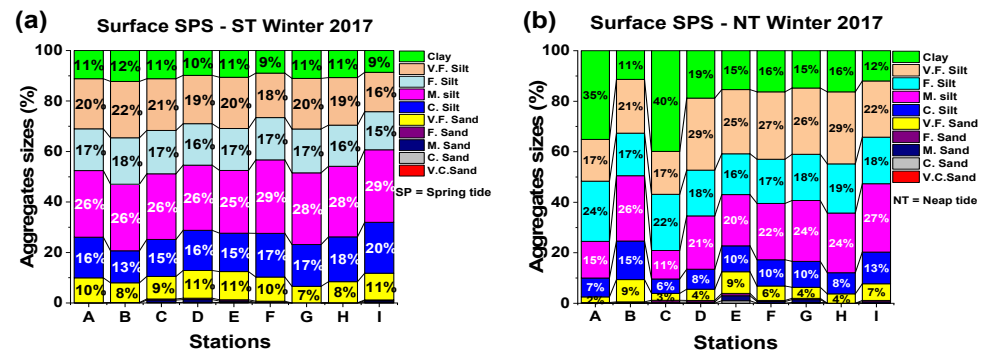 (a) Surface SPS - ST Winter 2017
Aggregates sizes (%)
100
80
60
40
20
0
11% 12% 11% 10% 11% 9% 11% 11% 9%
20% 22% 21% 19% 20% 18% 20% 19% 16%
17% 18% 17% 16% 17% 17% 17% 16% 15%
26% 26% 26% 26% 25% 29% 28% 28% 29%
16% 13% 15% 16% 15% 17% 17% 18% 20%
10% 8% 9% 11% 11% 10% 7% 8% 11%
A B C D E F G H I
Stations
Clay
V.F. Silt
F. Silt
M. silt
C. Silt
V.F. Sand
F. Sand
M. Sand
C. Sand
V.C.Sand
SP = Spring tide
(b) Surface SPS - NT Winter 2017
Aggregates sizes (%)
100
80
60
40
20
0
35% 11% 40% 19% 15% 16% 15% 16% 12%
17% 21% 17% 29% 25% 27% 26% 29% 22%
24% 17% 22% 18% 16% 17% 18% 19% 18%
15% 26% 11% 21% 20% 22% 24% 24% 27%
7% 15% 6% 8% 10% 10% 10% 8% 13%
2% 9% 3% 4% 9% 6% 4% 4% 7%
A B C D E F G H I
Stations
Clay
V.F. Silt
F. Silt
M. silt
C. Silt
V.F. Sand
F. Sand
M. Sand
C. Sand
V.C.Sand
NT = Neap tide